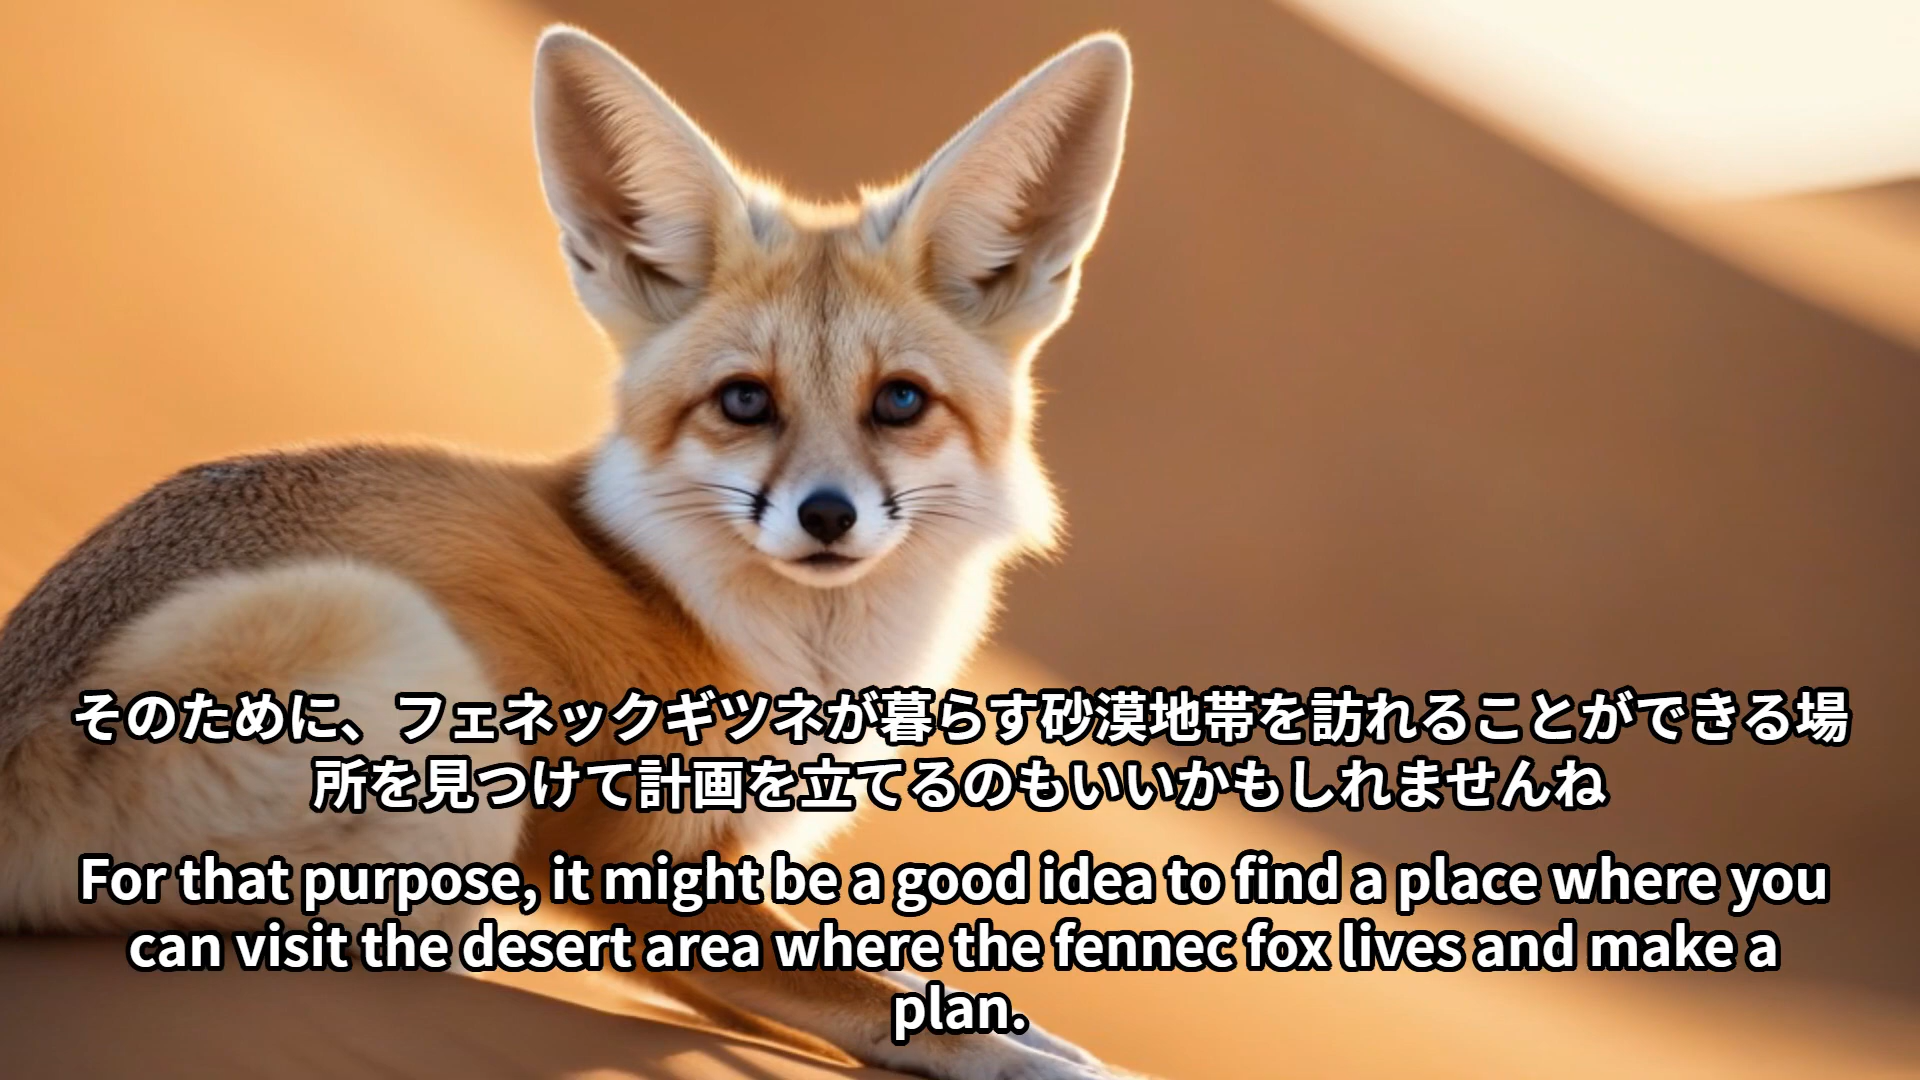 そのために、フェネックギツネが暮らす砂漠地帯を訪れることができる場
所を見つけて計画を立てるのもいいかもしれませんね
For that purpose, it might be a good idea to find a place where you
can visit the desert area where the fennec fox lives and make a
plan.